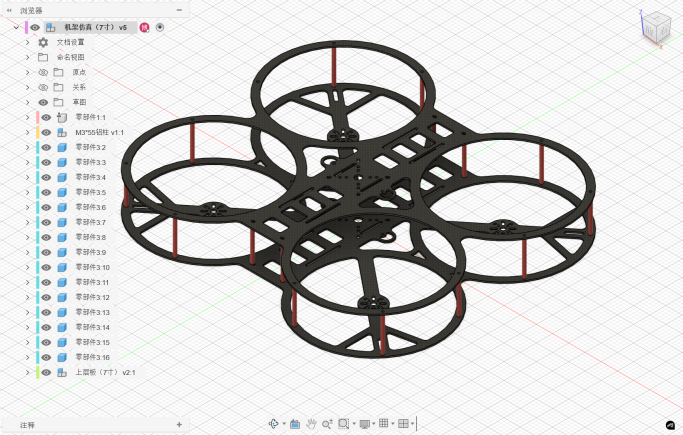 浏览器
机架仿真（7寸） v5
文档设置
命名视图
原点
关系
草图
零部件1:1
M3*55铝柱 v1:1
零部件3:2
零部件3:3
零部件3:4
零部件3:5
零部件3:6
零部件3:7
零部件3:8
零部件3:9
零部件3:10
零部件3:11
零部件3:12
零部件3:13
零部件3:14
零部件3:15
零部件3:16
上层板（7寸） v2:1
注释